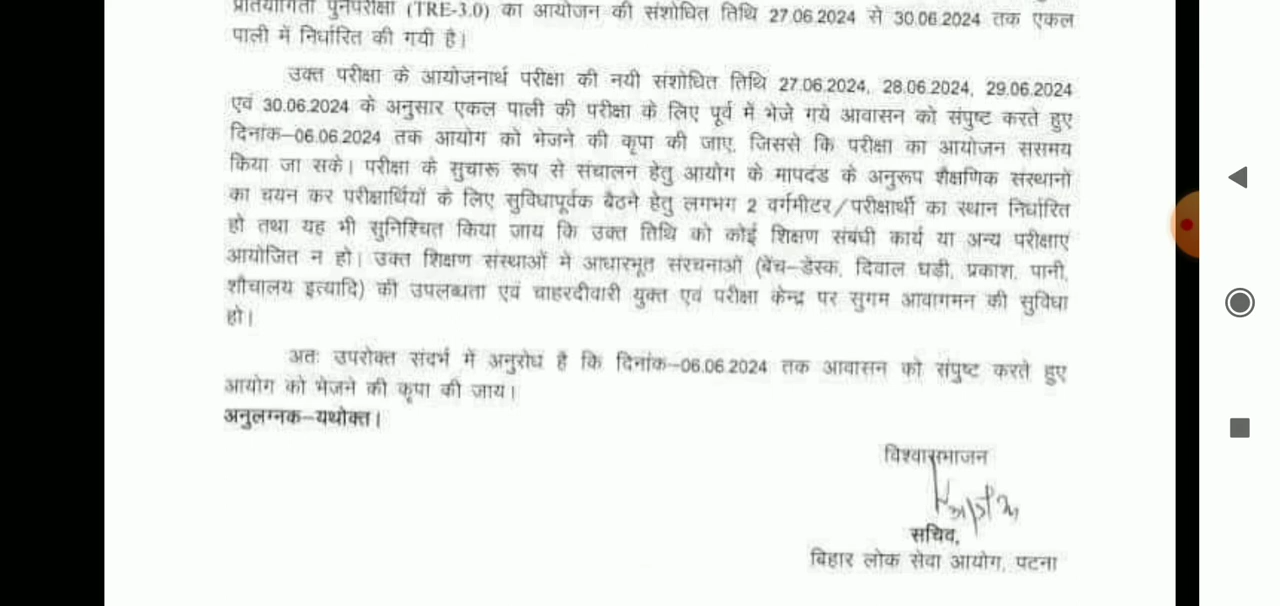 प्रतियोगिता पुनर्परीक्षा (TRE-3.0) का आयोजन की संशोधित तिथि 27.06.2024 से 30.06.2024 तक एकल
पाली में निर्धारित की गयी है।
उक्त परीक्षा के आयोजनार्थ परीक्षा की नयी संशोधित तिथि 27.06.2024, 28.06.2024, 29.06.2024
एवं 30.06.2024 के अनुसार एकल पाली की परीक्षा के लिए पूर्व में भेजे गये आवासन को संपुष्ट करते हुए
दिनांक–06.06.2024 तक आयोग को भेजने की कृपा की जाए, जिससे कि परीक्षा का आयोजन ससमय
किया जा सके। परीक्षा के सुचारू रूप से संचालन हेतु आयोग के मापदंड के अनुरूप शैक्षणिक संस्थानों
का चयन कर परीक्षार्थियों के लिए सुविधापूर्वक बैठने हेतु लगभग 2 वर्गमीटर/परीक्षार्थी का स्थान निर्धारित
हो तथा यह भी सुनिश्चित किया जाय कि उक्त तिथि को कोई शिक्षण संबंधी कार्य या अन्य परीक्षाएं
आयोजित न हो। उक्त शिक्षण संस्थाओं में आधारभूत संरचनाओं (बेंच–डेस्क, दिवाल घडी, प्रकाश, पानी,
शौचालय इत्यादि) की उपलब्धता एवं चाहरदीवारी युक्त एवं परीक्षा केन्द्र पर सुगम आवागमन की सुविधा
हो।
अतः उपरोक्त संदर्भ में अनुरोध है कि दिनांक–06.06.2024 तक आवासन को संपुष्ट करते हुए
आयोग को भेजने की कृपा की जाय।
अनुलग्नक–यथोक्त।
विश्वासभाजन
सचिव,
बिहार लोक सेवा आयोग, पटना